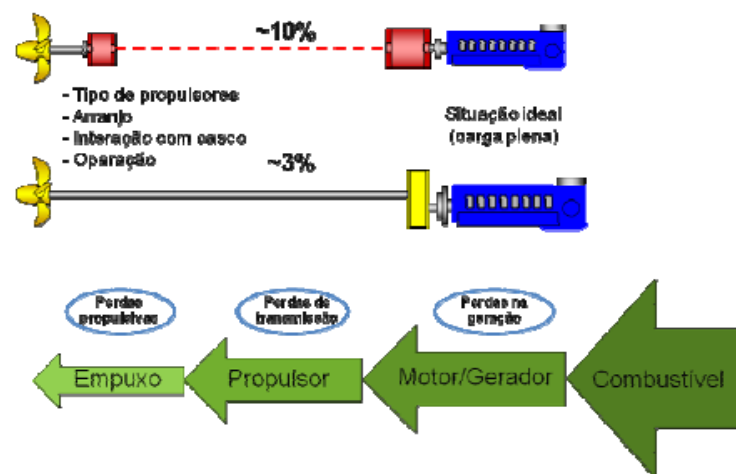 ~10%
- Tipo de propulsores
- Arranjo
- Interação com casco
- Operação
Situação ideal
(carga plena)
~3%
Perdas
propulsivas
Perdas de
transmissão
Perdas na
geração
Empuxo
Propulsor
Motor/Gerador
Combustível